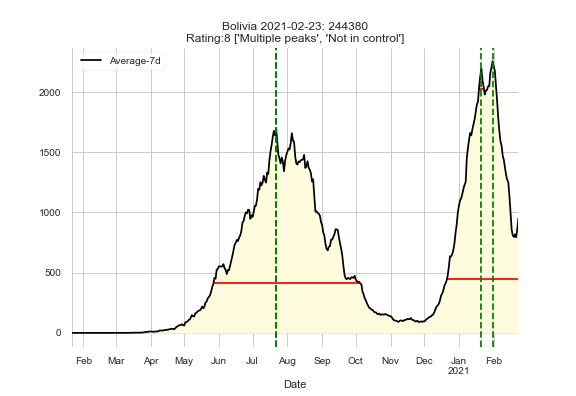 Bolivia 2021-02-23: 244380
Rating:8 ['Multiple peaks', 'Not in control']
Average-7d
2000
1500
1000
500
0
Feb Mar Apr May Jun Jul Aug Sep Oct Nov Dec Jan Feb
2021
Date